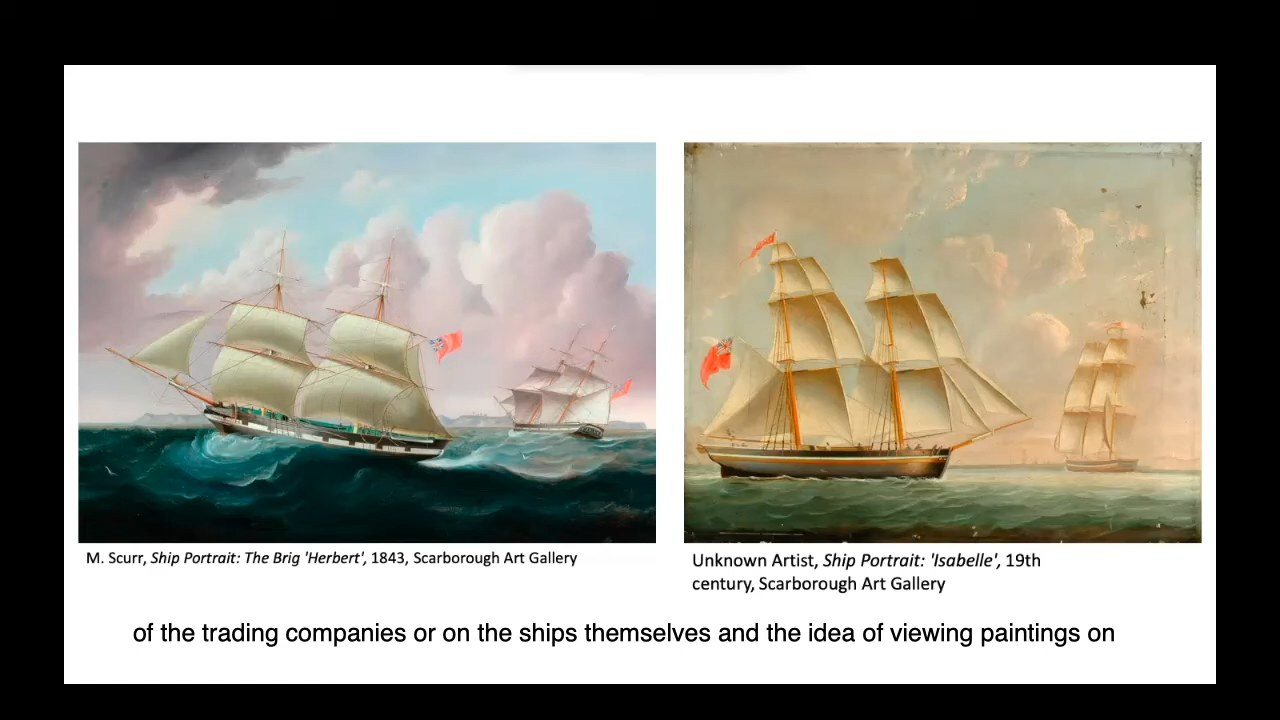 M. Scurr, Ship Portrait: The Brig 'Herbert', 1843, Scarborough Art Gallery
Unknown Artist, Ship Portrait: 'Isabelle', 19th
century, Scarborough Art Gallery
of the trading companies or on the ships themselves and the idea of viewing paintings on